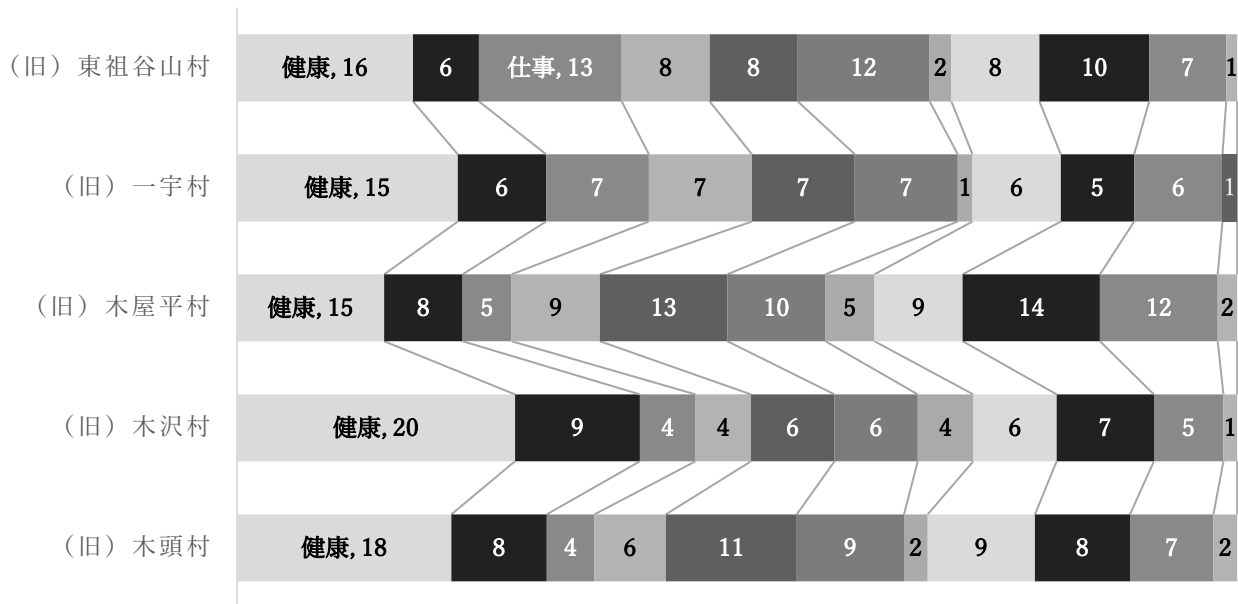 （旧）東祖谷山村 健康, 16 6 仕事, 13 8 8 12 2 8 10 7 1
（旧）一宇村 健康, 15 6 7 7 7 7 1 6 5 6 1
（旧）木屋平村 健康, 15 8 5 9 13 10 5 9 14 12 2
（旧）木沢村 健康, 20 9 4 4 6 6 4 6 7 5 1
（旧）木頭村 健康, 18 8 4 6 11 9 2 9 8 7 2